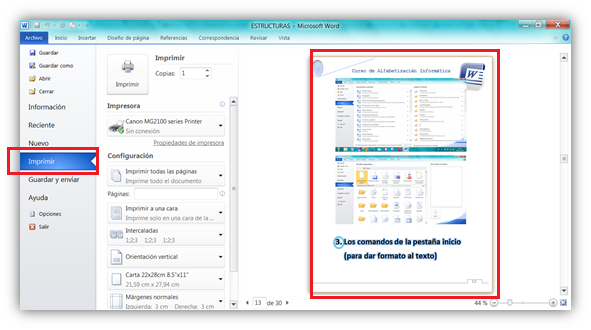 ESTRUCTURAS - Microsoft Word
Archivo Inicio Insertar Diseño de página Referencias Correspondencia Revisar Vista
Guardar
Guardar como
Abrir
Cerrar
Información
Reciente
Nuevo
Imprimir
Guardar y enviar
Ayuda
Opciones
Salir
Imprimir
Imprimir
Copias: 1
Impresora
Canon MG2100 series Printer
Sin conexión
Propiedades de impresora
Configuración
Imprimir todas las páginas
Imprime todo el documento
Páginas:
Imprimir a una cara
Imprime solo en una cara de la ...
Intercaladas
1;2;3 1;2;3 1;2;3
Orientación vertical
Carta 22x28cm 8.5"x11"
21,59 cm x 27,94 cm
Márgenes normales
Izquierda: 3 cm Derecha: 3 cm
Curso de Alfabetización Informática
3. Los comandos de la pestaña inicio
(para dar formato al texto)
13 de 30
44 %